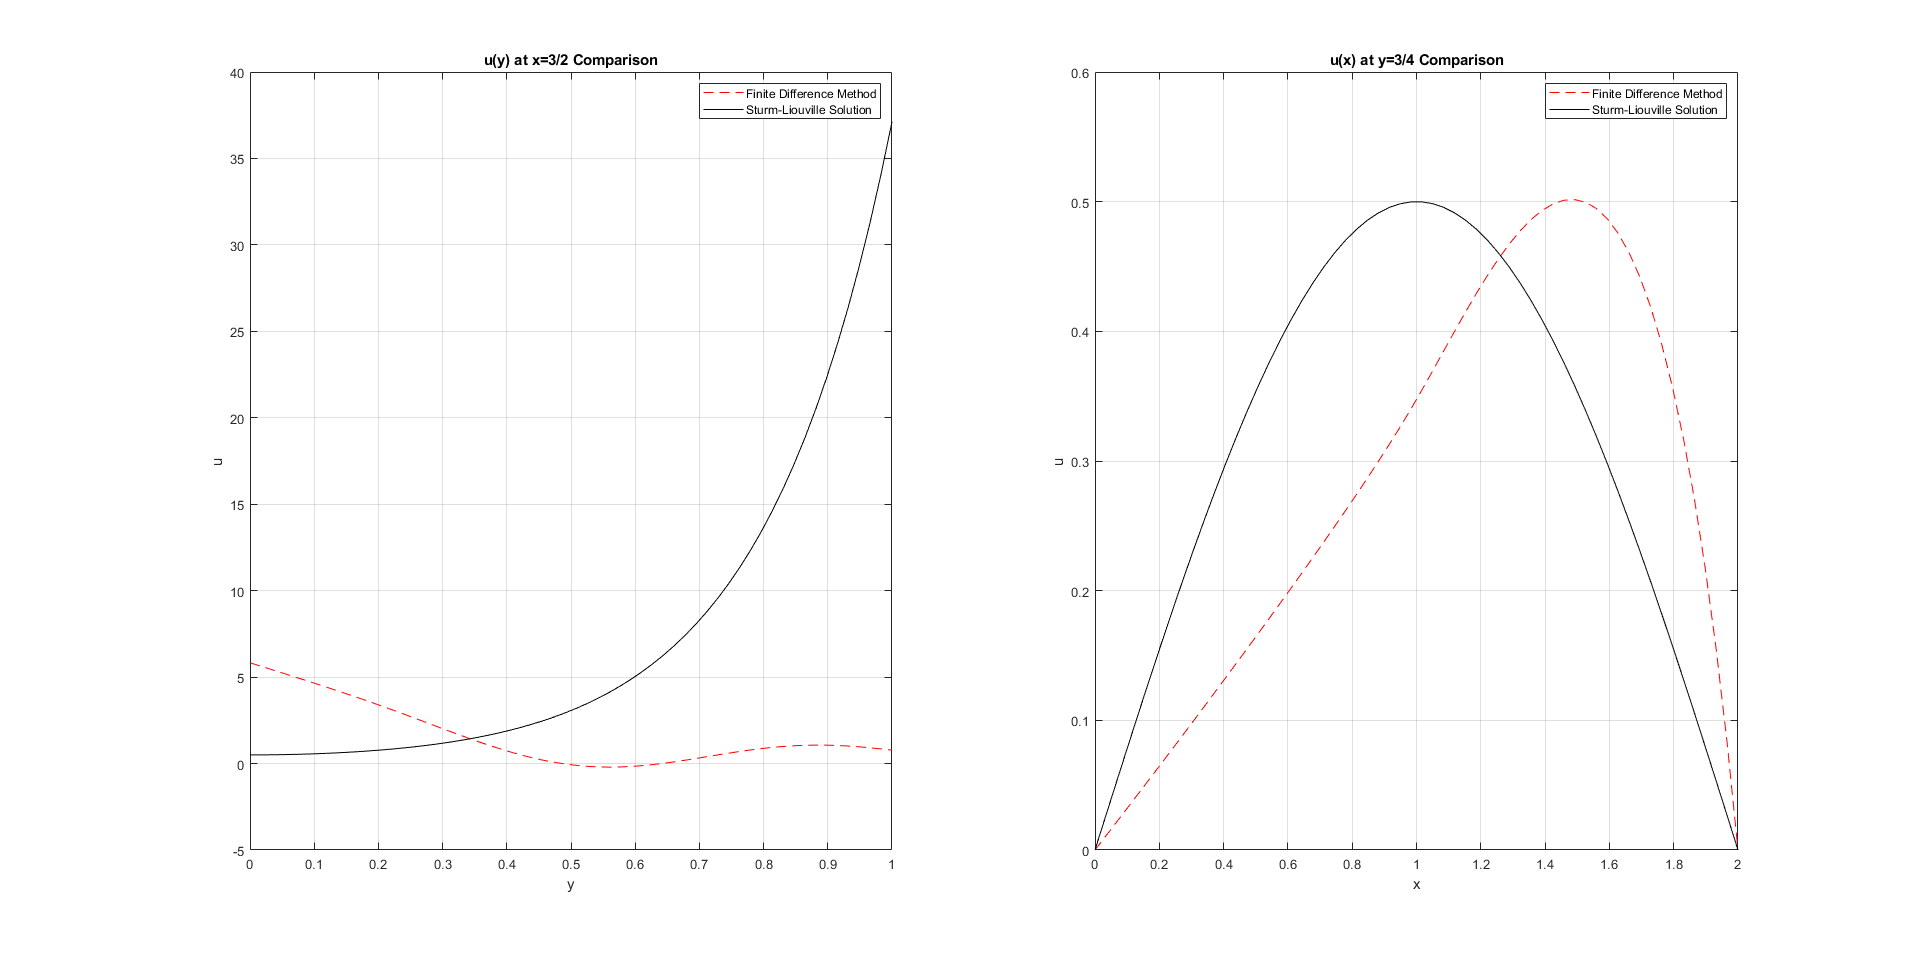 u(y) at x=3/2 Comparison
Finite Difference Method
Sturm-Liouville Solution
40
35
30
25
20
15
10
5
0
-5
u
0 0.1 0.2 0.3 0.4 0.5 0.6 0.7 0.8 0.9 1
y
u(x) at y=3/4 Comparison
Finite Difference Method
Sturm-Liouville Solution
0.6
0.5
0.4
0.3
0.2
0.1
0
u
0 0.2 0.4 0.6 0.8 1 1.2 1.4 1.6 1.8 2
x